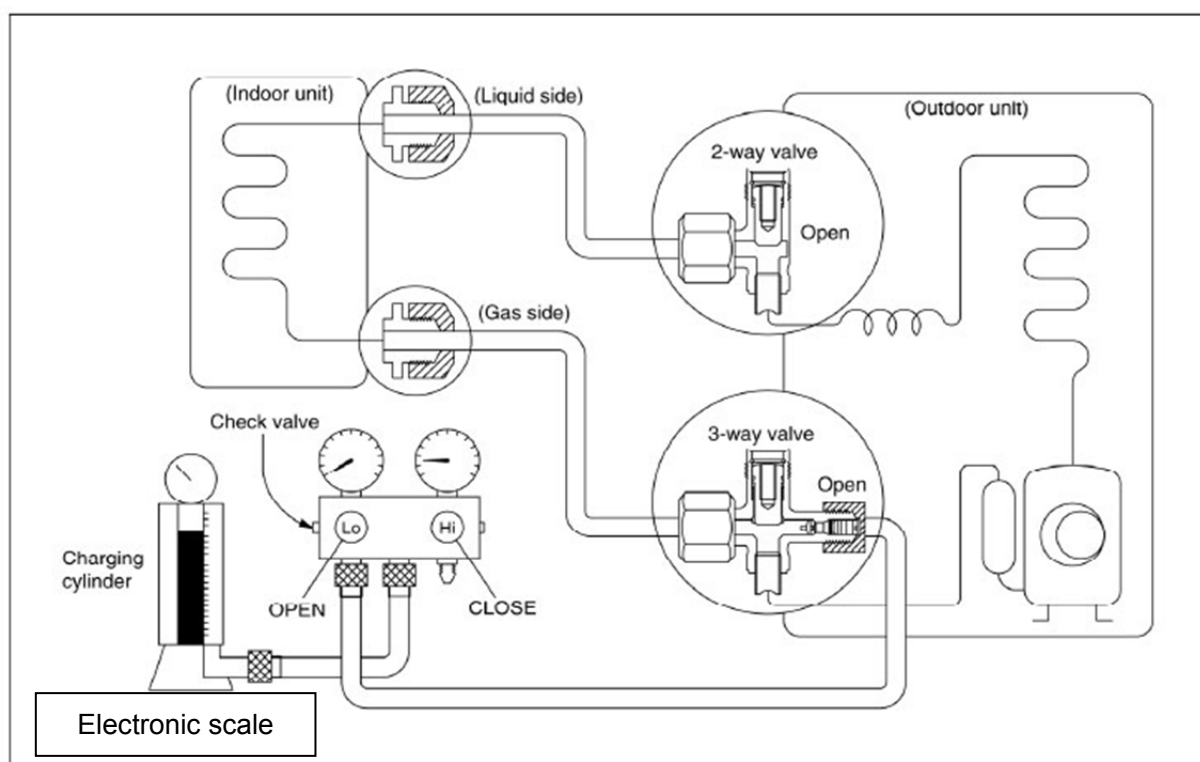 (Indoor unit)
(Liquid side)
(Outdoor unit)
2-way valve
Open
(Gas side)
Check valve
3-way valve
Open
Lo
Hi
Charging
cylinder
OPEN
CLOSE
Electronic scale